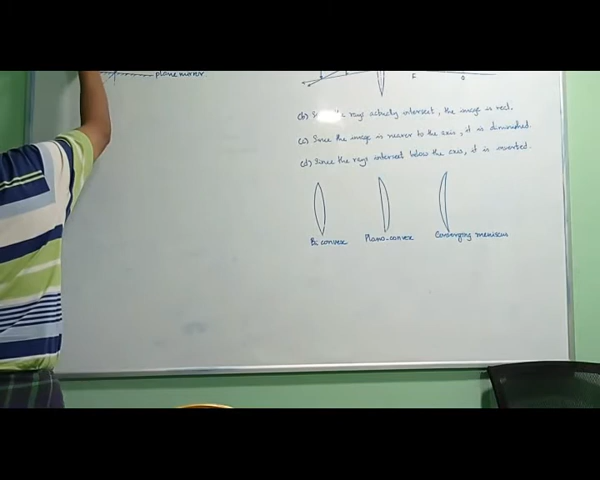 plane mirror
F
O
(b) the rays actually intersect, the image is real.
(c) Since the image is nearer to the axis, it is diminished.
(d) Since the rays intersect below the axis, it is inverted.
Bi convex Plano-convex Converging meniscus